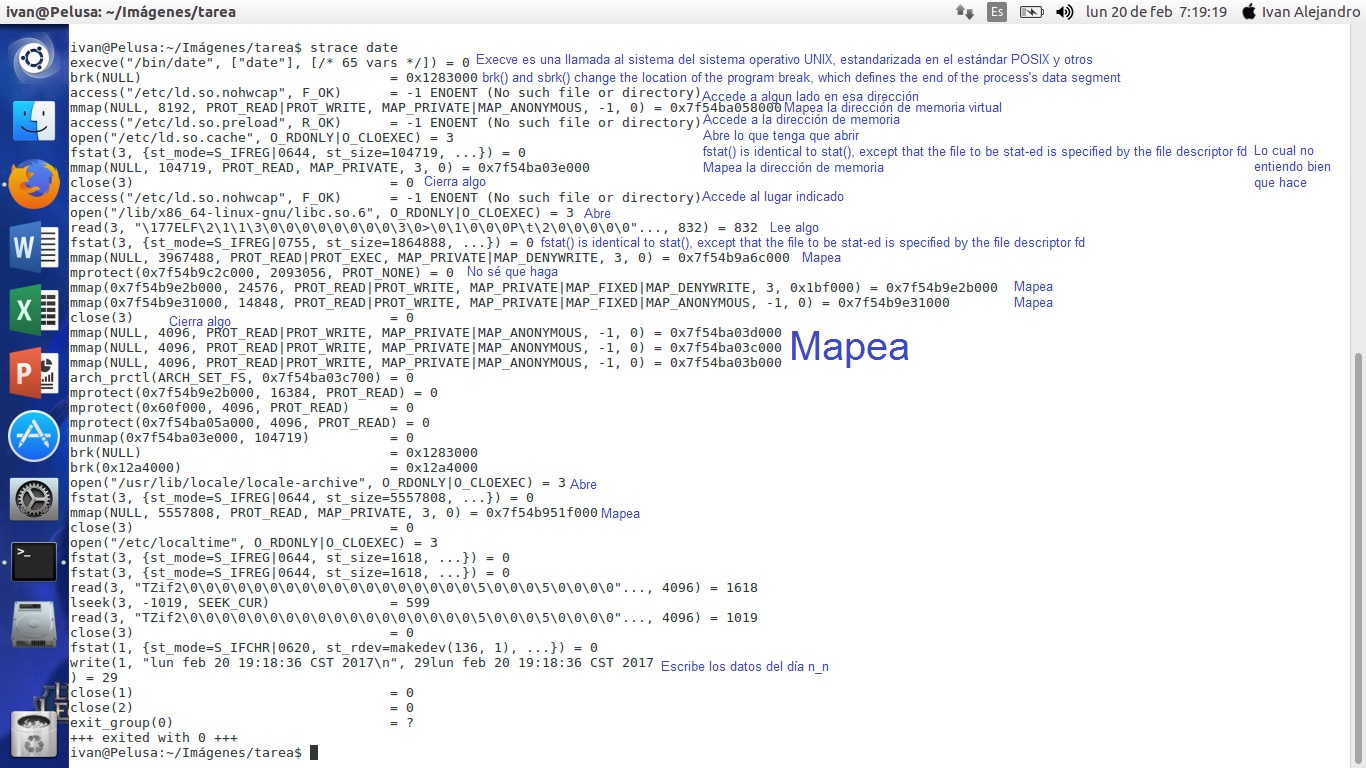 ivan@Pelusa: ~/Imágenes/tarea Es lun 20 de feb 7:19:19 Ivan Alejandro
ivan@Pelusa:~/Imágenes/tarea$ strace date
execve("/bin/date", ["date"], [/* 65 vars */]) = 0 Execve es una llamada al sistema del sistema operativo UNIX, estandarizada en el estándar POSIX y otros
brk(NULL) = 0x1283000 brk() and sbrk() change the location of the program break, which defines the end of the process's data segment
access("/etc/ld.so.nohwcap", F_OK) = -1 ENOENT (No such file or directory) Accede a algun lado en esa dirección
mmap(NULL, 8192, PROT_READ|PROT_WRITE, MAP_PRIVATE|MAP_ANONYMOUS, -1, 0) = 0x7f54ba058000 Mapea la dirección de memoria virtual
access("/etc/ld.so.preload", R_OK) = -1 ENOENT (No such file or directory) Accede a la dirección de memoria
open("/etc/ld.so.cache", O_RDONLY|O_CLOEXEC) = 3 Abre lo que tenga que abrir
fstat(3, {st_mode=S_IFREG|0644, st_size=104719, ...}) = 0 fstat() is identical to stat(), except that the file to be stat-ed is specified by the file descriptor fd Lo cual no
mmap(NULL, 104719, PROT_READ, MAP_PRIVATE, 3, 0) = 0x7f54ba03e000 Mapea la dirección de memoria entiendo bien
close(3) = 0 Cierra algo que hace
access("/etc/ld.so.nohwcap", F_OK) = -1 ENOENT (No such file or directory) Accede al lugar indicado
open("/lib/x86_64-linux-gnu/libc.so.6", O_RDONLY|O_CLOEXEC) = 3 Abre
read(3, "\177ELF\2\1\1\3\0\0\0\0\0\0\0\0\3\0>\0\1\0\0\0P\t\2\0\0\0\0\0"..., 832) = 832 Lee algo
fstat(3, {st_mode=S_IFREG|0755, st_size=1864888, ...}) = 0 fstat() is identical to stat(), except that the file to be stat-ed is specified by the file descriptor fd
mmap(NULL, 3967488, PROT_READ|PROT_EXEC, MAP_PRIVATE|MAP_DENYWRITE, 3, 0) = 0x7f54b9a6c000 Mapea
mprotect(0x7f54b9c2c000, 2093056, PROT_NONE) = 0 No sé que haga
mmap(0x7f54b9e2b000, 24576, PROT_READ|PROT_WRITE, MAP_PRIVATE|MAP_FIXED|MAP_DENYWRITE, 3, 0x1bf000) = 0x7f54b9e2b000 Mapea
mmap(0x7f54b9e31000, 14848, PROT_READ|PROT_WRITE, MAP_PRIVATE|MAP_FIXED|MAP_ANONYMOUS, -1, 0) = 0x7f54b9e31000 Mapea
close(3) = 0 Cierra algo
mmap(NULL, 4096, PROT_READ|PROT_WRITE, MAP_PRIVATE|MAP_ANONYMOUS, -1, 0) = 0x7f54ba03d000
mmap(NULL, 4096, PROT_READ|PROT_WRITE, MAP_PRIVATE|MAP_ANONYMOUS, -1, 0) = 0x7f54ba03c000 Mapea
mmap(NULL, 4096, PROT_READ|PROT_WRITE, MAP_PRIVATE|MAP_ANONYMOUS, -1, 0) = 0x7f54ba03b000
arch_prctl(ARCH_SET_FS, 0x7f54ba03c700) = 0
mprotect(0x7f54b9e2b000, 16384, PROT_READ) = 0
mprotect(0x60f000, 4096, PROT_READ) = 0
mprotect(0x7f54ba05a000, 4096, PROT_READ) = 0
munmap(0x7f54ba03e000, 104719) = 0
brk(NULL) = 0x1283000
brk(0x12a4000) = 0x12a4000
open("/usr/lib/locale/locale-archive", O_RDONLY|O_CLOEXEC) = 3 Abre
fstat(3, {st_mode=S_IFREG|0644, st_size=5557808, ...}) = 0
mmap(NULL, 5557808, PROT_READ, MAP_PRIVATE, 3, 0) = 0x7f54b951f000 Mapea
close(3) = 0
open("/etc/localtime", O_RDONLY|O_CLOEXEC) = 3
fstat(3, {st_mode=S_IFREG|0644, st_size=1618, ...}) = 0
fstat(3, {st_mode=S_IFREG|0644, st_size=1618, ...}) = 0
read(3, "TZif2\0\0\0\0\0\0\0\0\0\0\0\0\0\0\0\0\0\0\5\0\0\0\5\0\0\0\0"..., 4096) = 1618
lseek(3, -1019, SEEK_CUR) = 599
read(3, "TZif2\0\0\0\0\0\0\0\0\0\0\0\0\0\0\0\0\0\0\5\0\0\0\5\0\0\0\0"..., 4096) = 1019
close(3) = 0
fstat(1, {st_mode=S_IFCHR|0620, st_rdev=makedev(136, 1), ...}) = 0
write(1, "lun feb 20 19:18:36 CST 2017\n", 29lun feb 20 19:18:36 CST 2017 Escribe los datos del día n_n
) = 29
close(1) = 0
close(2) = 0
exit_group(0) = ?
+++ exited with 0 +++
ivan@Pelusa:~/Imágenes/tarea$